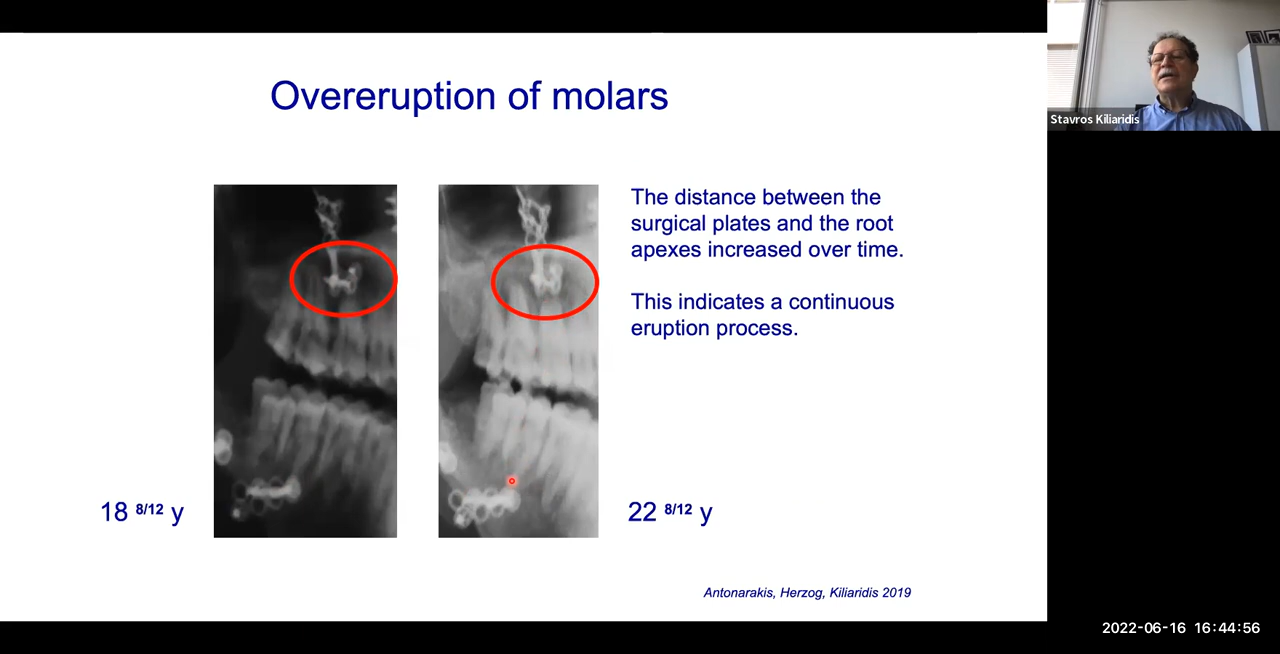 Overeruption of molars
Stavros Kiliaridis
The distance between the
surgical plates and the root
apexes increased over time.
This indicates a continuous
eruption process.
18 8/12 y
22 8/12 y
Antonarakis, Herzog, Kiliaridis 2019
2022-06-16 16:44:56